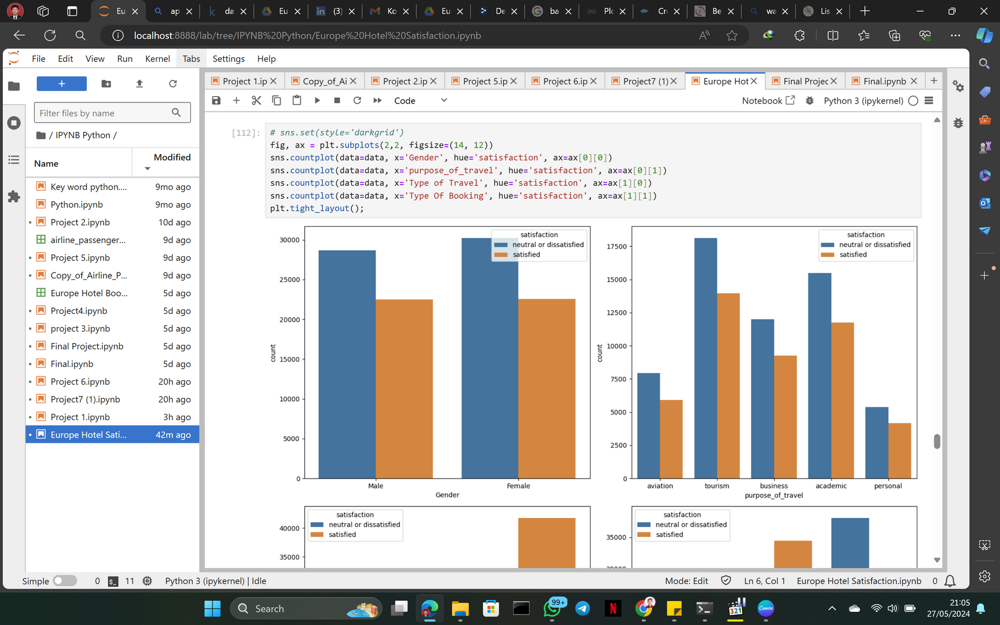 Eu
ap
da
Eu
(3)
Ko
Eu
De
ba
Plo
Cro
Be
wa
Lis
localhost:8888/lab/tree/IPYNB%20Python/Europe%20Hotel%20Satisfaction.ipynb
File Edit View Run Kernel Tabs Settings Help
Project 1.ip
Copy_of_Ai
Project 2.ip
Project 5.ip
Project 6.ip
Project7 (1)
Europe Hot
Final Projec
Final.ipynb
Code
Notebook
Python 3 (ipykernel)
Filter files by name
/ IPYNB Python /
Name Modified
Key word python.... 9mo ago
Python.ipynb 9mo ago
Project 2.ipynb 10d ago
airline_passenger... 9d ago
Project 5.ipynb 9d ago
Copy_of_Airline_P... 9d ago
Europe Hotel Boo... 5d ago
Project4.ipynb 5d ago
project 3.ipynb 5d ago
Final Project.ipynb 5d ago
Final.ipynb 5d ago
Project 6.ipynb 20h ago
Project7 (1).ipynb 20h ago
Project 1.ipynb 3h ago
Europe Hotel Sati... 42m ago
[112]:
# sns.set(style='darkgrid')
fig, ax = plt.subplots(2,2, figsize=(14, 12))
sns.countplot(data=data, x='Gender', hue='satisfaction', ax=ax[0][0])
sns.countplot(data=data, x='purpose_of_travel', hue='satisfaction', ax=ax[0][1])
sns.countplot(data=data, x='Type of Travel', hue='satisfaction', ax=ax[1][0])
sns.countplot(data=data, x='Type Of Booking', hue='satisfaction', ax=ax[1][1])
plt.tight_layout();
satisfaction
neutral or dissatisfied
satisfied
30000
25000
20000
15000
10000
5000
0
count
Male Female
Gender
satisfaction
neutral or dissatisfied
satisfied
17500
15000
12500
10000
7500
5000
2500
0
count
aviation tourism business academic personal
purpose_of_travel
satisfaction
neutral or dissatisfied
satisfied
40000
35000
satisfaction
neutral or dissatisfied
satisfied
35000
Simple 0 11 Python 3 (ipykernel) | Idle
Mode: Edit Ln 6, Col 1 Europe Hotel Satisfaction.ipynb 0
Search
99+
N
321
Canva
21:05
27/05/2024